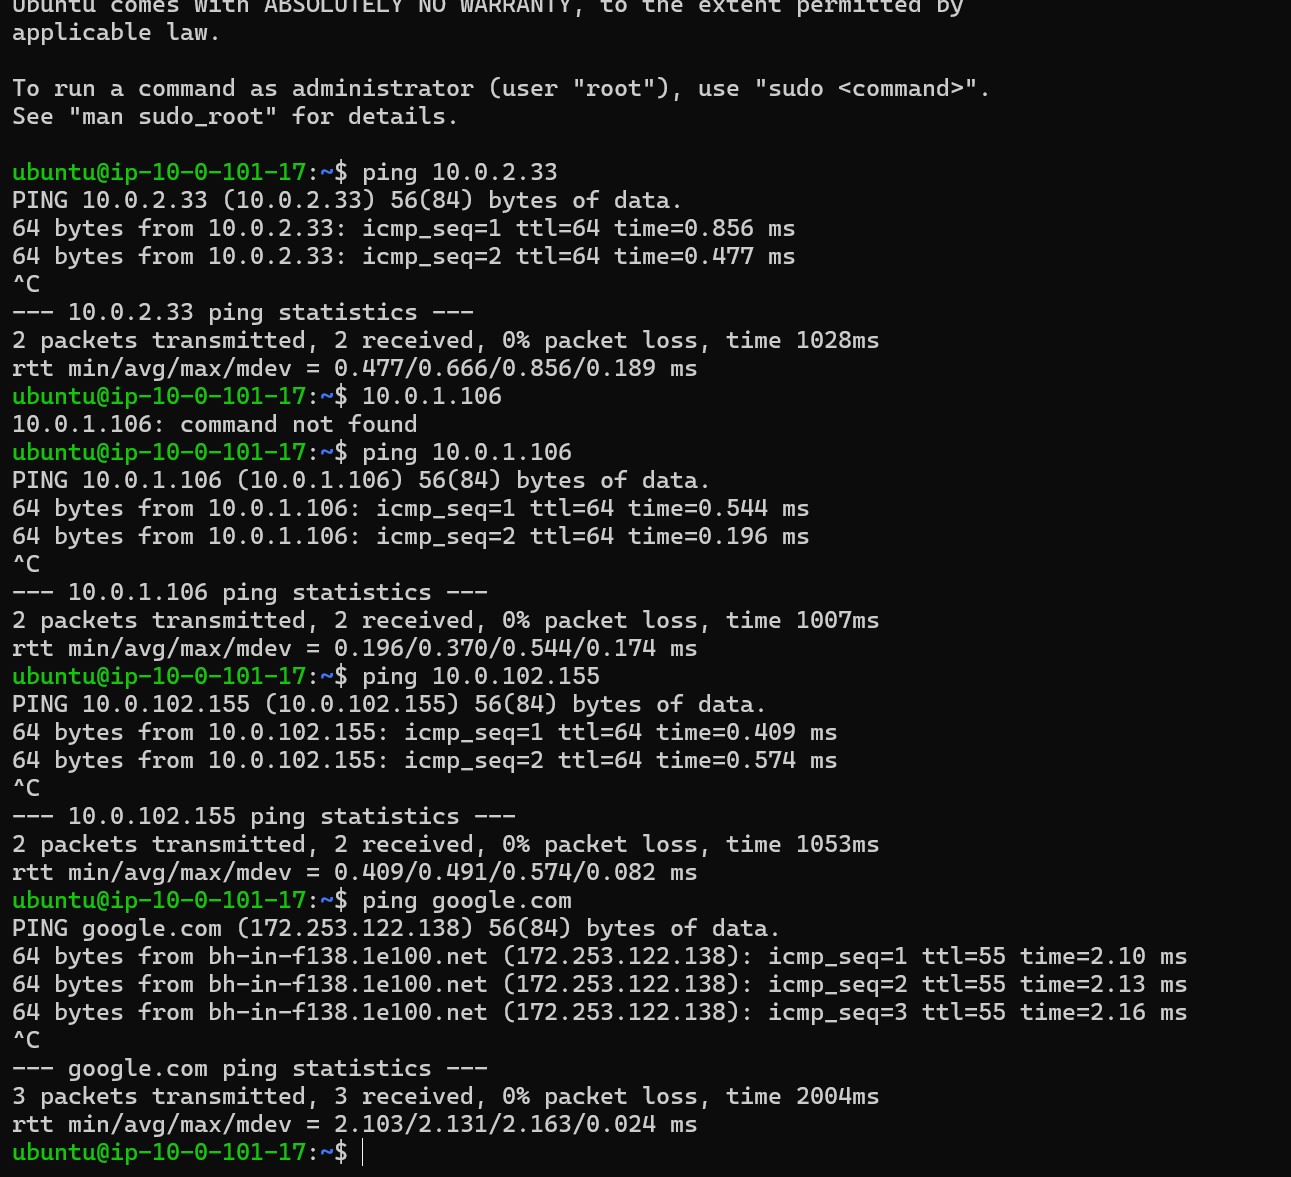 Ubuntu comes with ABSOLUTELY NO WARRANTY, to the extent permitted by
applicable law.
To run a command as administrator (user "root"), use "sudo <command>".
See "man sudo_root" for details.
ubuntu@ip-10-0-101-17:~$ ping 10.0.2.33
PING 10.0.2.33 (10.0.2.33) 56(84) bytes of data.
64 bytes from 10.0.2.33: icmp_seq=1 ttl=64 time=0.856 ms
64 bytes from 10.0.2.33: icmp_seq=2 ttl=64 time=0.477 ms
^C
--- 10.0.2.33 ping statistics ---
2 packets transmitted, 2 received, 0% packet loss, time 1028ms
rtt min/avg/max/mdev = 0.477/0.666/0.856/0.189 ms
ubuntu@ip-10-0-101-17:~$ 10.0.1.106
10.0.1.106: command not found
ubuntu@ip-10-0-101-17:~$ ping 10.0.1.106
PING 10.0.1.106 (10.0.1.106) 56(84) bytes of data.
64 bytes from 10.0.1.106: icmp_seq=1 ttl=64 time=0.544 ms
64 bytes from 10.0.1.106: icmp_seq=2 ttl=64 time=0.196 ms
^C
--- 10.0.1.106 ping statistics ---
2 packets transmitted, 2 received, 0% packet loss, time 1007ms
rtt min/avg/max/mdev = 0.196/0.370/0.544/0.174 ms
ubuntu@ip-10-0-101-17:~$ ping 10.0.102.155
PING 10.0.102.155 (10.0.102.155) 56(84) bytes of data.
64 bytes from 10.0.102.155: icmp_seq=1 ttl=64 time=0.409 ms
64 bytes from 10.0.102.155: icmp_seq=2 ttl=64 time=0.574 ms
^C
--- 10.0.102.155 ping statistics ---
2 packets transmitted, 2 received, 0% packet loss, time 1053ms
rtt min/avg/max/mdev = 0.409/0.491/0.574/0.082 ms
ubuntu@ip-10-0-101-17:~$ ping google.com
PING google.com (172.253.122.138) 56(84) bytes of data.
64 bytes from bh-in-f138.1e100.net (172.253.122.138): icmp_seq=1 ttl=55 time=2.10 ms
64 bytes from bh-in-f138.1e100.net (172.253.122.138): icmp_seq=2 ttl=55 time=2.13 ms
64 bytes from bh-in-f138.1e100.net (172.253.122.138): icmp_seq=3 ttl=55 time=2.16 ms
^C
--- google.com ping statistics ---
3 packets transmitted, 3 received, 0% packet loss, time 2004ms
rtt min/avg/max/mdev = 2.103/2.131/2.163/0.024 ms
ubuntu@ip-10-0-101-17:~$